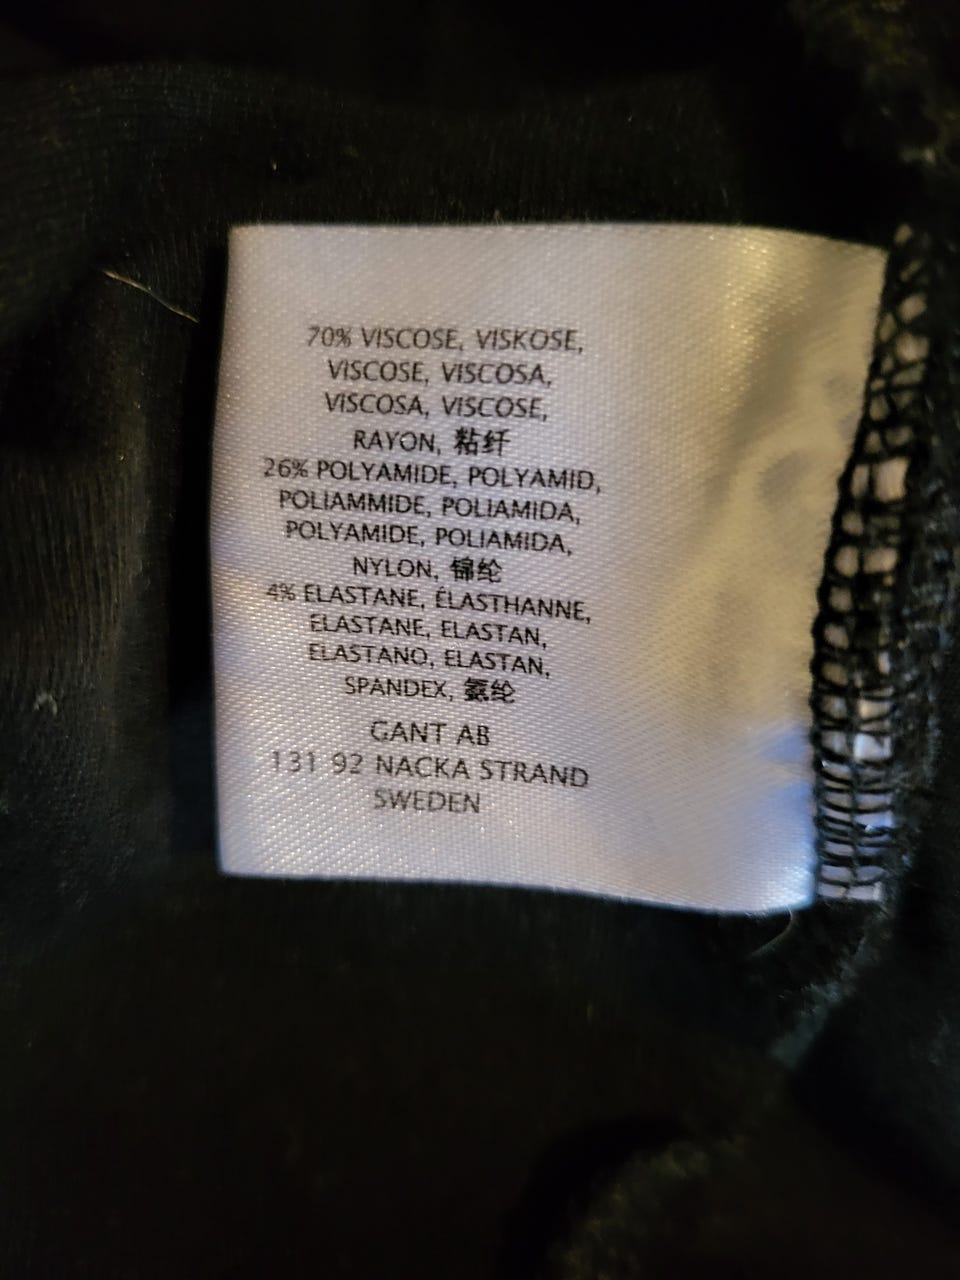 70% VISCOSE, VISKOSE,
VISCOSE, VISCOSA,
VISCOSA, VISCOSE,
RAYON, 粘纤
26% POLYAMIDE, POLYAMID,
POLIAMMIDE, POLIAMIDA,
POLYAMIDE, POLIAMIDA,
NYLON, 锦纶
4% ELASTANE, ÉLASTHANNE,
ELASTANE, ELASTAN,
ELASTANO, ELASTAN,
SPANDEX, 氨纶
GANT AB
131 92 NACKA STRAND
SWEDEN